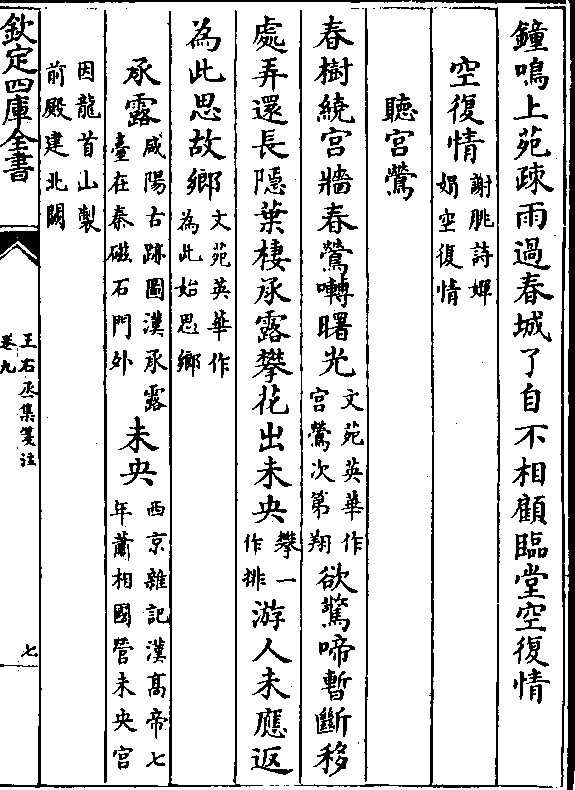 鐘鳴上苑疎雨過春城了自不相顧臨堂空復情
空復情謝朓詩嬋
娟空復情
聽宮鶯
春樹繞宮牆春鶯囀曙光文苑英華作
宮鶯次第翔欲驚啼暫斷移
處弄還長隱葉棲承露攀花出未央攀一
作排游人未應返
為此思故鄉文苑英華作
為此始思鄉
承露咸陽古跡圖漢承露
臺在秦磁石門外未央西京雜記漢髙帝七
年蕭相國營未央宮
因龍首山製
前殿建北闕
欽定四庫全書
王右丞集箋注
卷九
七